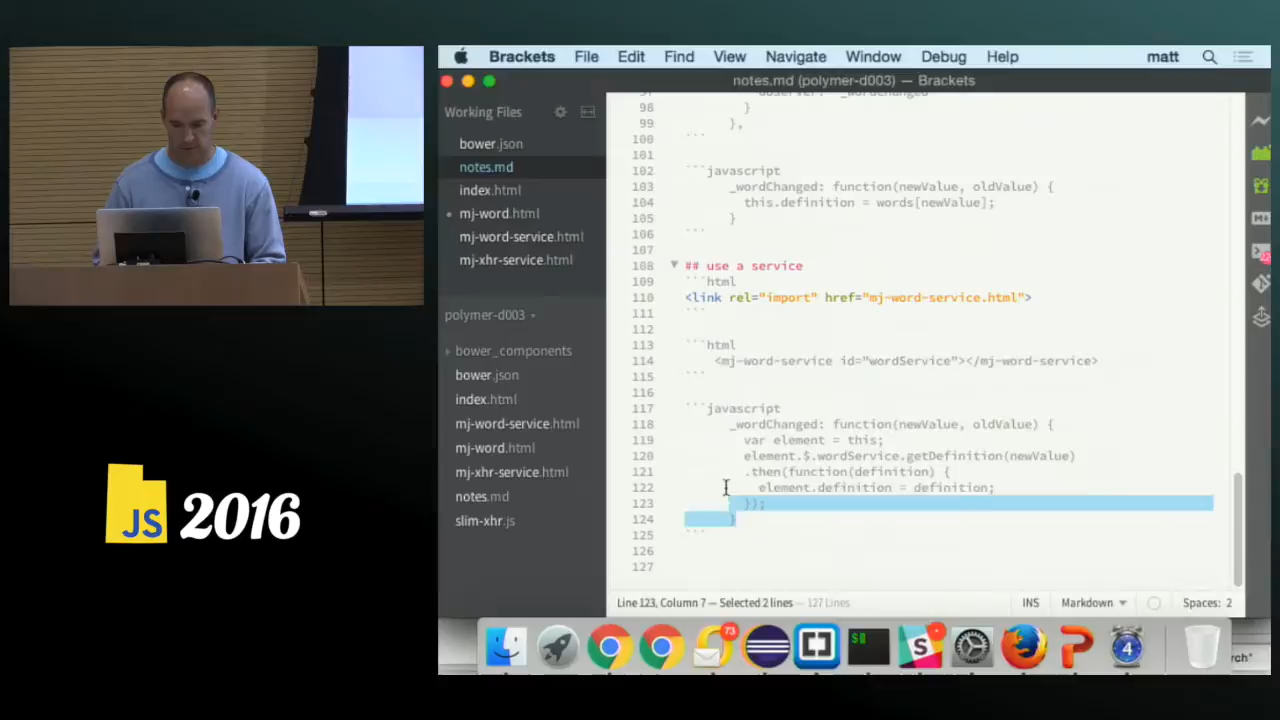 Brackets File Edit Find View Navigate Window Debug Help matt
notes.md (polymer-d003) — Brackets
Working Files
bower.json
notes.md
index.html
mj-word.html
mj-word-service.html
mj-xhr-service.html
polymer-d003
bower_components
bower.json
index.html
mj-word-service.html
mj-word.html
mj-xhr-service.html
notes.md
slim-xhr.js
98 }
99 },
100 ```
101
102 ```javascript
103 _wordChanged: function(newValue, oldValue) {
104 this.definition = words[newValue];
105 }
106 ```
107
108 ## use a service
109 ```html
110 <link rel="import" href="mj-word-service.html">
111 ```
112
113 ```html
114 <mj-word-service id="wordService"></mj-word-service>
115 ```
116
117 ```javascript
118 _wordChanged: function(newValue, oldValue) {
119 var element = this;
120 element.$.wordService.getDefinition(newValue)
121 .then(function(definition) {
122 element.definition = definition;
123 });
124 }
125 ```
126
127
Line 123, Column 7 — Selected 2 lines — 127 Lines INS Markdown Spaces: 2
73
$
S
P
4
rch*
JS 2016